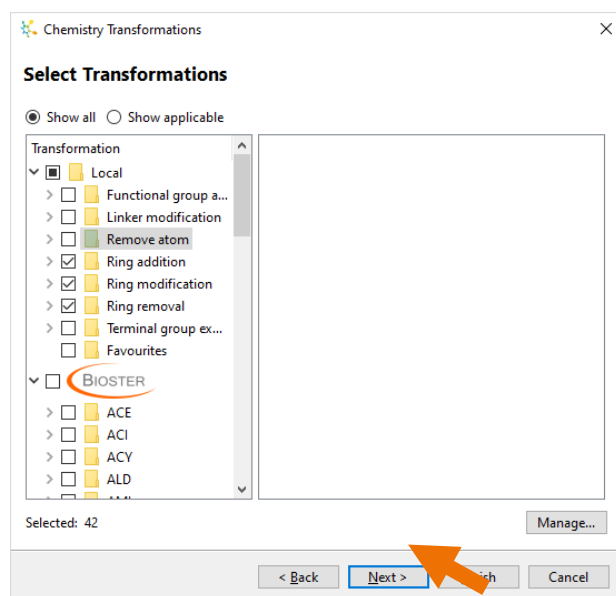 Chemistry Transformations
Select Transformations
Show all Show applicable
Transformation
Local
Functional group a...
Linker modification
Remove atom
Ring addition
Ring modification
Ring removal
Terminal group ex...
Favourites
BIOSTER
ACE
ACI
ACY
ALD
Selected: 42 Manage...
< Back Next > Cancel